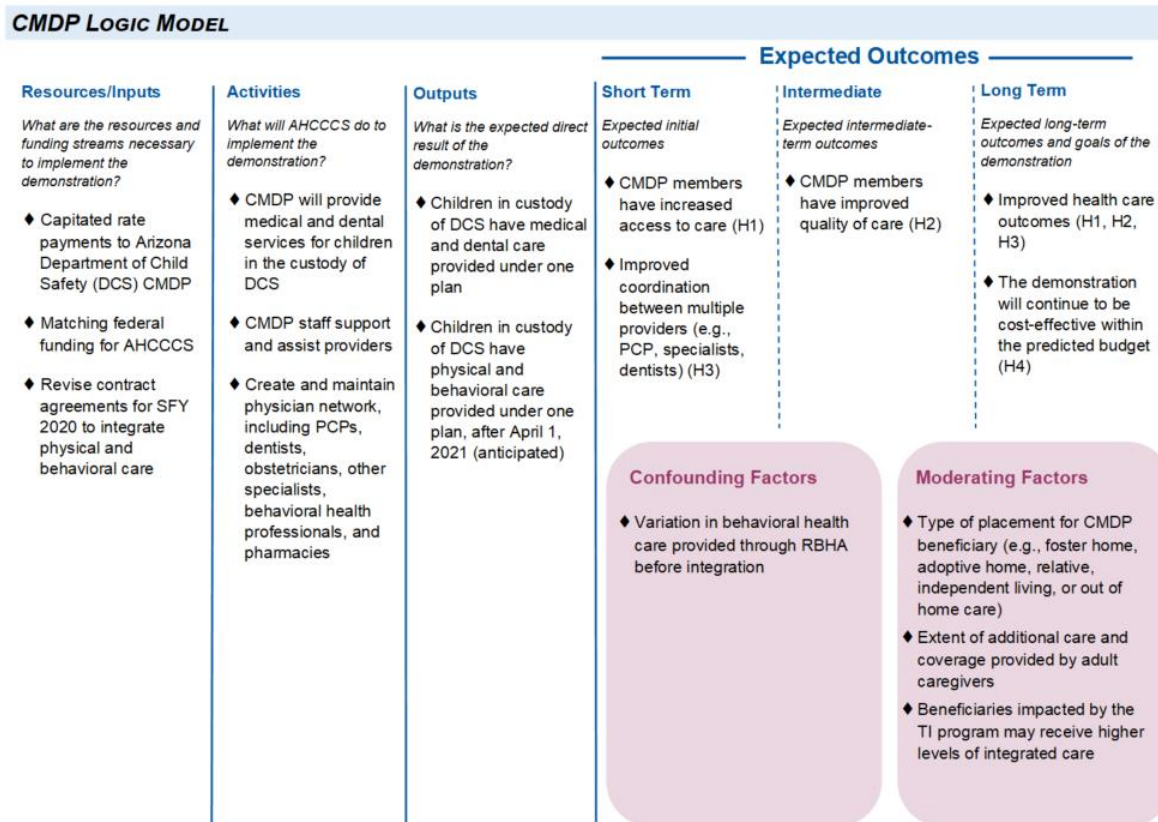 CMDP LOGIC MODEL
Expected Outcomes
Resources/Inputs
What are the resources and
funding streams necessary
to implement the
demonstration?
♦ Capitated rate
payments to Arizona
Department of Child
Safety (DCS) CMDP
♦ Matching federal
funding for AHCCCS
♦ Revise contract
agreements for SFY
2020 to integrate
physical and
behavioral care
Activities
What will AHCCCS do to
implement the
demonstration?
♦ CMDP will provide
medical and dental
services for children
in the custody of
DCS
♦ CMDP staff support
and assist providers
♦ Create and maintain
physician network,
including PCPs,
dentists,
obstetricians, other
specialists,
behavioral health
professionals, and
pharmacies
Outputs
What is the expected direct
result of the
demonstration?
♦ Children in custody
of DCS have medical
and dental care
provided under one
plan
♦ Children in custody
of DCS have
physical and
behavioral care
provided under one
plan, after April 1,
2021 (anticipated)
Short Term
Expected initial
outcomes
♦ CMDP members
have increased
access to care (H1)
♦ Improved
coordination
between multiple
providers (e.g.,
PCP, specialists,
dentists) (H3)
Intermediate
Expected intermediate-
term outcomes
♦ CMDP members
have improved
quality of care (H2)
Long Term
Expected long-term
outcomes and goals of the
demonstration
♦ Improved health care
outcomes (H1, H2,
H3)
♦ The demonstration
will continue to be
cost-effective within
the predicted budget
(H4)
Confounding Factors
♦ Variation in behavioral health
care provided through RBHA
before integration
Moderating Factors
♦ Type of placement for CMDP
beneficiary (e.g., foster home,
adoptive home, relative,
independent living, or out of
home care)
♦ Extent of additional care and
coverage provided by adult
caregivers
♦ Beneficiaries impacted by the
TI program may receive higher
levels of integrated care